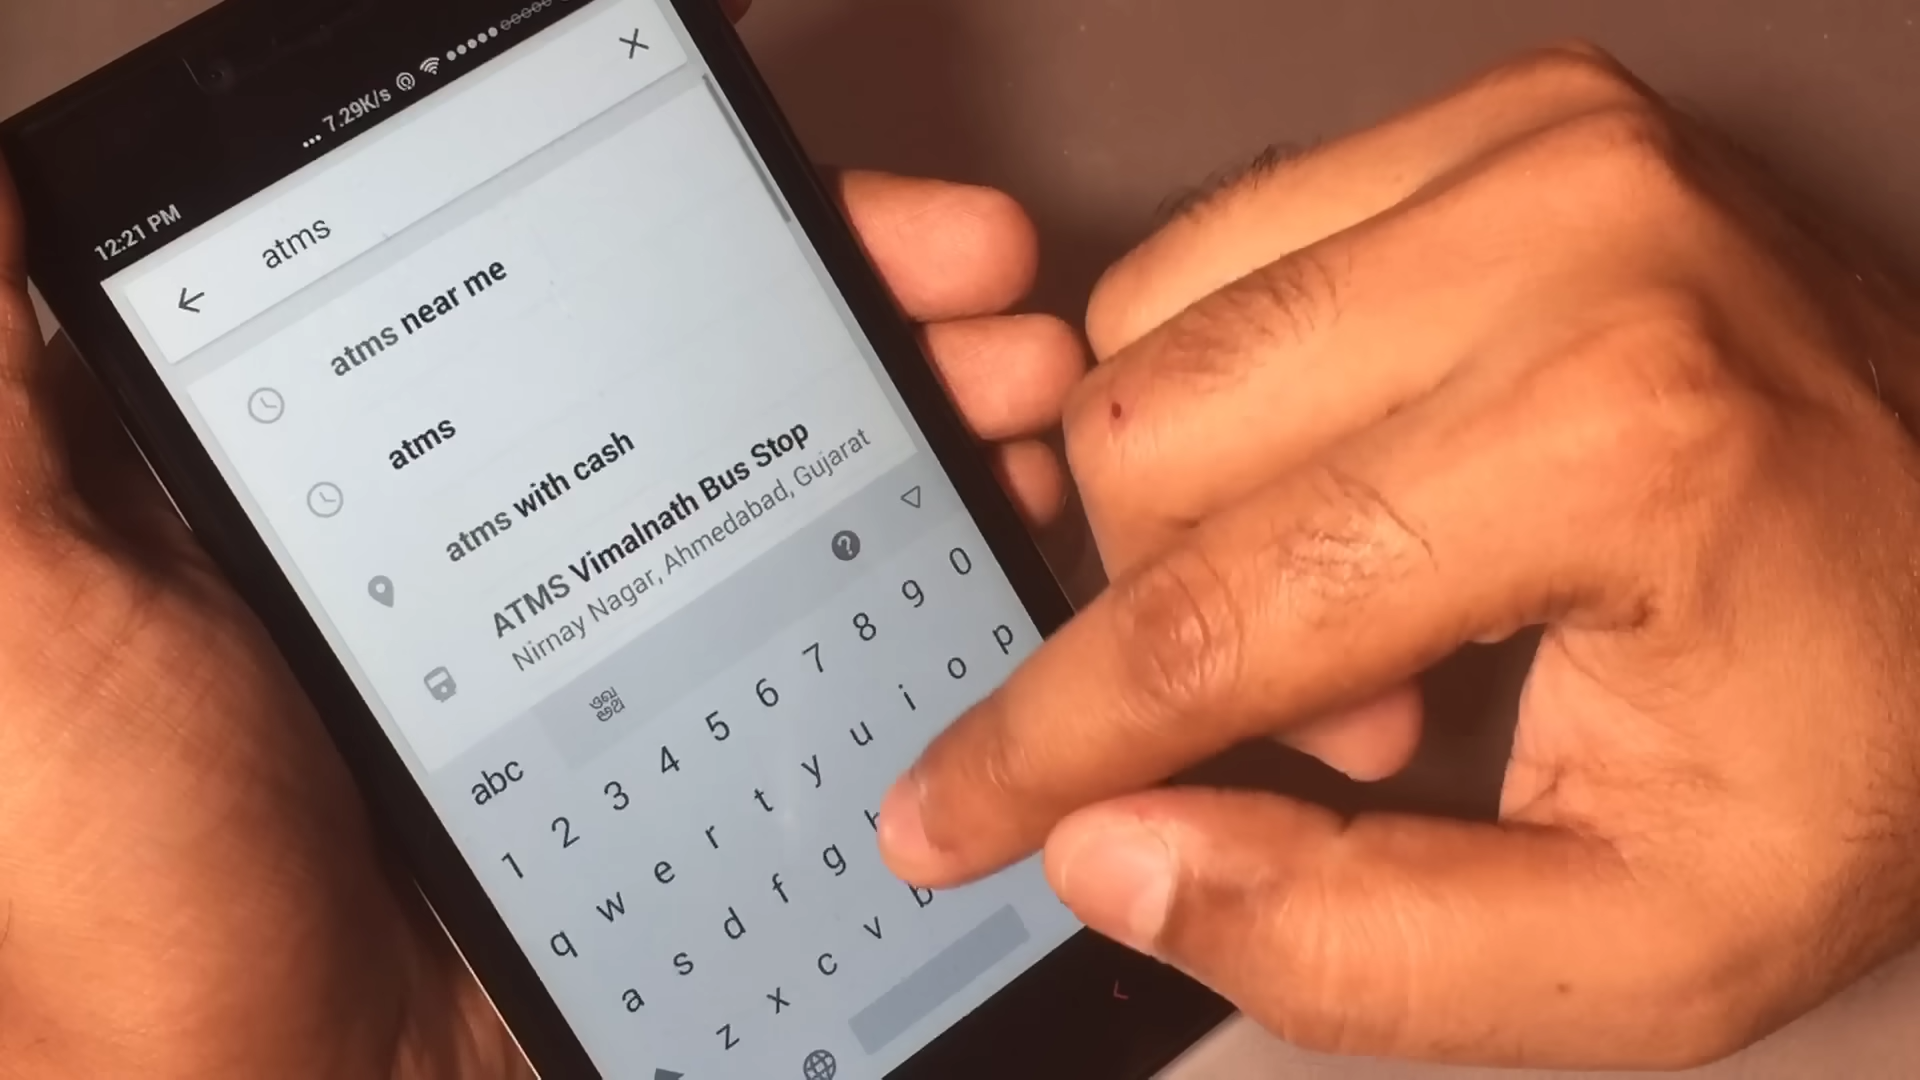 12:21 PM
... 7.29K/s
atms
atms near me
atms
atms with cash
ATMS Vimalnath Bus Stop
Nirnay Nagar, Ahmedabad, Gujarat
abc
1 2 3 4 5 6 7 8 9 0
q w e r t y u i o p
a s d f g h
z x c v b